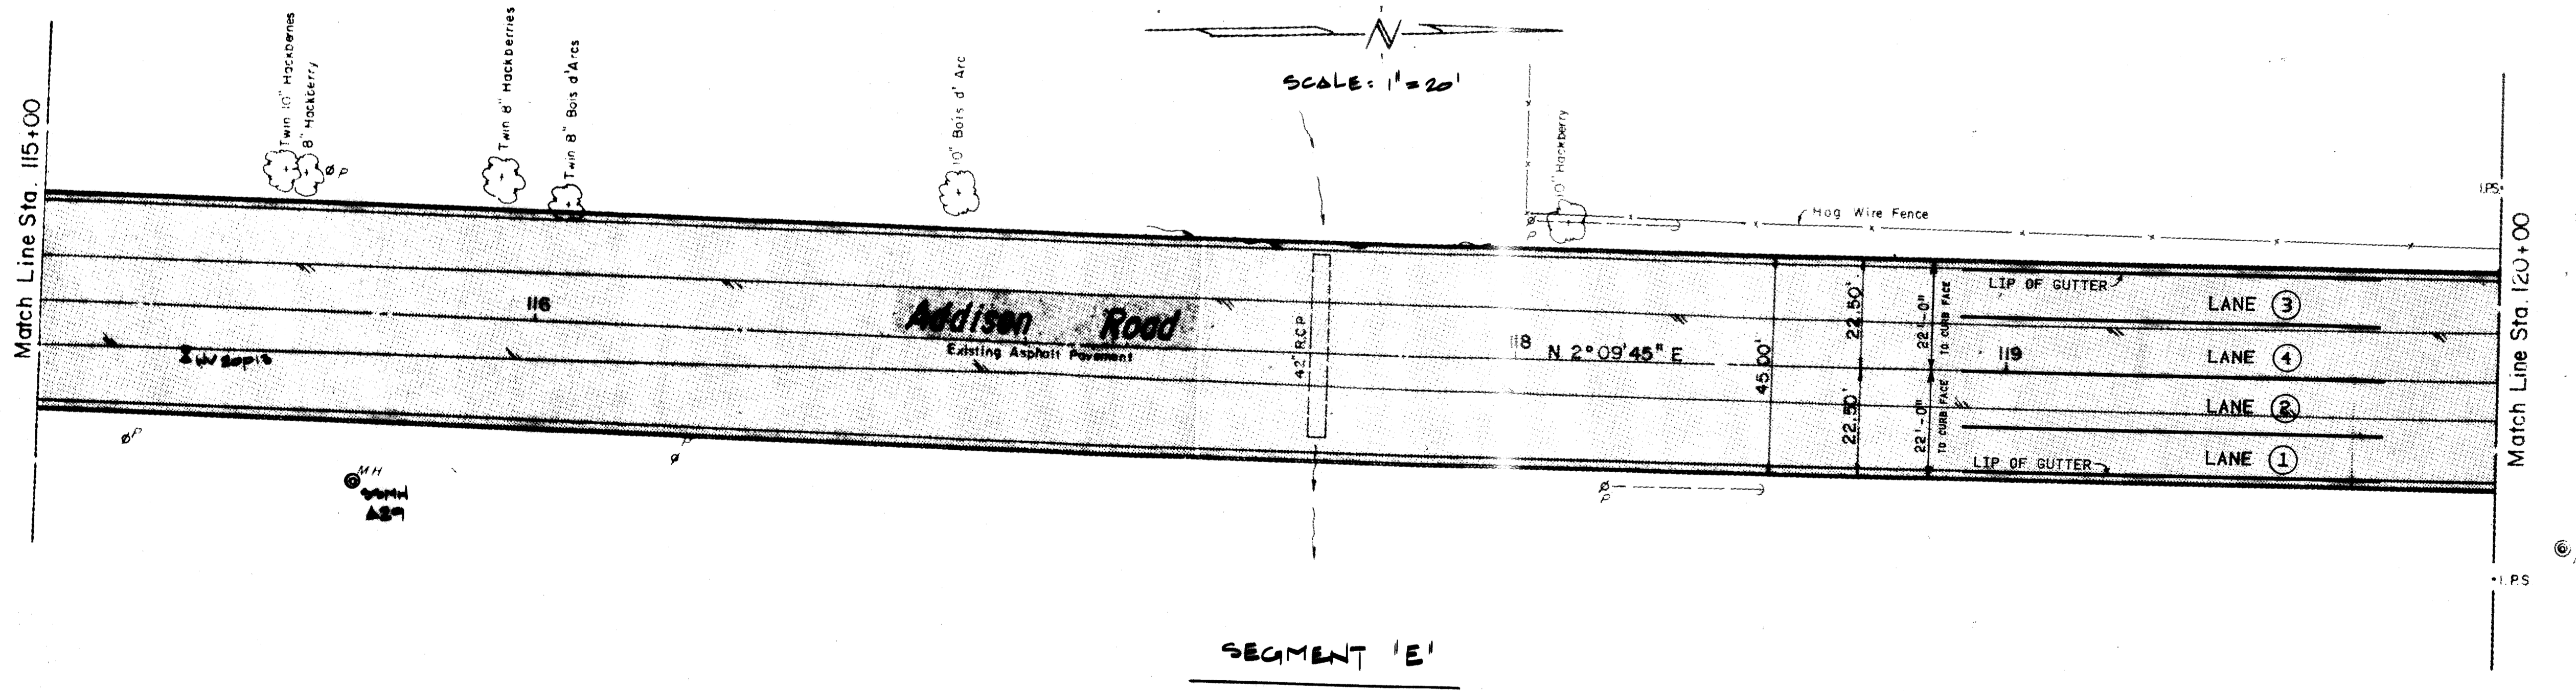 N
SCALE: 1"=20'
Match Line Sta. 115+00
Twin 10" Hackberries
8" Hackberry
Ø P
Twin 8" Hackberries
Twin 8" Bois d'Arcs
10" Bois d' Arc
10" Hackberry
P
Hog Wire Fence
I.P.S.
116
Addison Road
Existing Asphalt Pavement
42" R.C.P.
118
N 2° 09' 45" E
45.00'
22.50'
22.50'
22'-0"
TO CURB FACE
22'-0"
TO CURB FACE
LIP OF GUTTER
LANE 3
119
LANE 4
LANE 2
LANE 1
LIP OF GUTTER
Match Line Sta. 120+00
Ø P
MH
SSMH
A29
P
P
I.P.S
SEGMENT 'E'